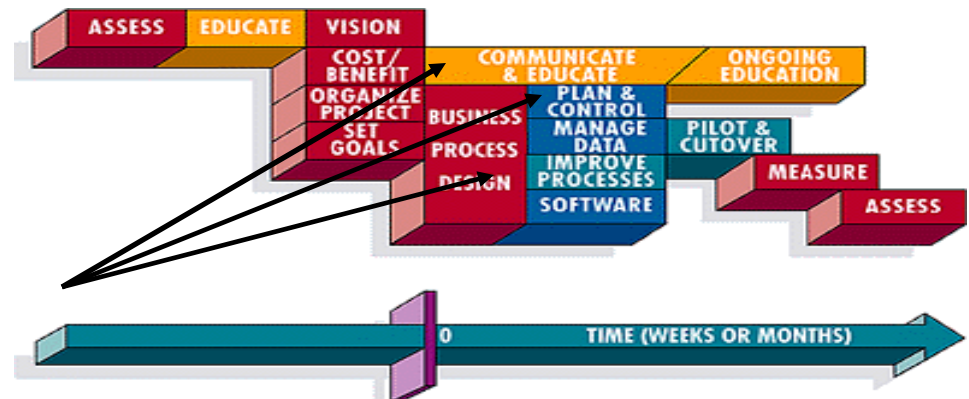 ASSESS
EDUCATE
VISION
COST/
BENEFIT
ORGANIZE
PROJECT
SET
GOALS
COMMUNICATE
& EDUCATE
ONGOING
EDUCATION
BUSINESS
PROCESS
DESIGN
PLAN &
CONTROL
MANAGE
DATA
IMPROVE
PROCESSES
SOFTWARE
PILOT &
CUTOVER
MEASURE
ASSESS
0
TIME (WEEKS OR MONTHS)